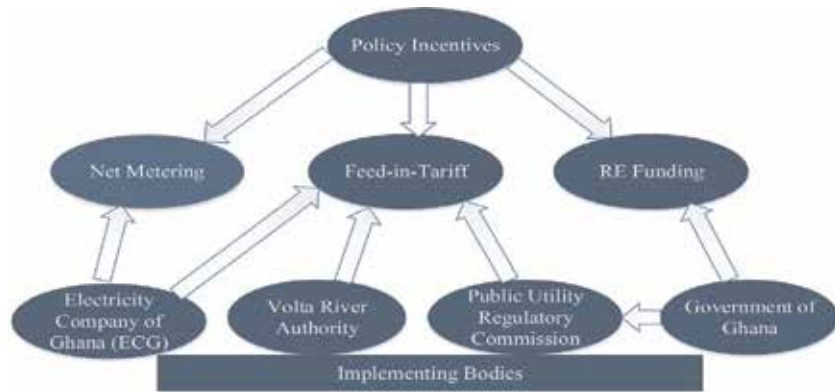 Policy Incentives
Net Metering
Feed-in-Tariff
RE Funding
Electricity
Company of
Ghana (ECG)
Volta River
Authority
Public Utility
Regulatory
Commission
Government of
Ghana
Implementing Bodies